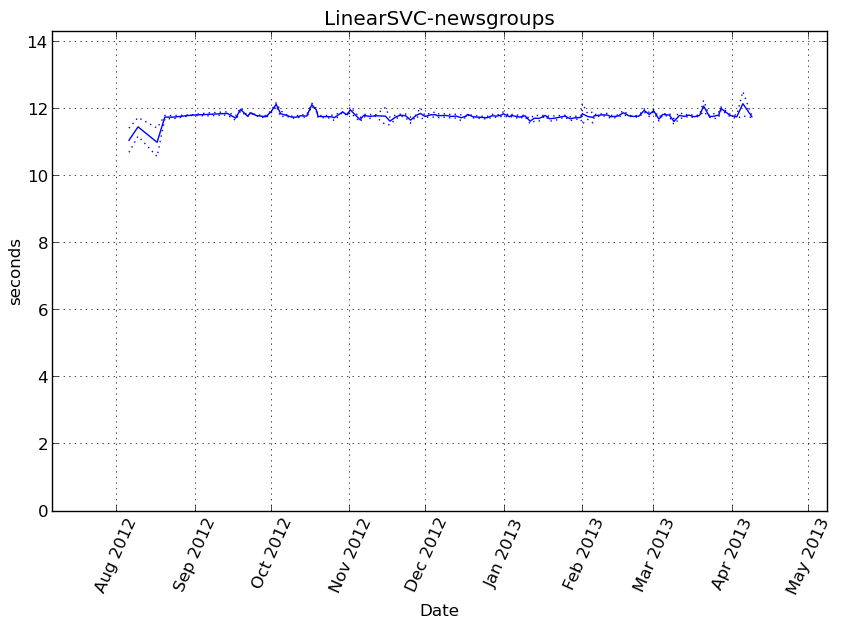 LinearSVC-newsgroups
14
12
10
8
6
4
2
0
seconds
Aug 2012
Sep 2012
Oct 2012
Nov 2012
Dec 2012
Jan 2013
Feb 2013
Mar 2013
Apr 2013
May 2013
Date